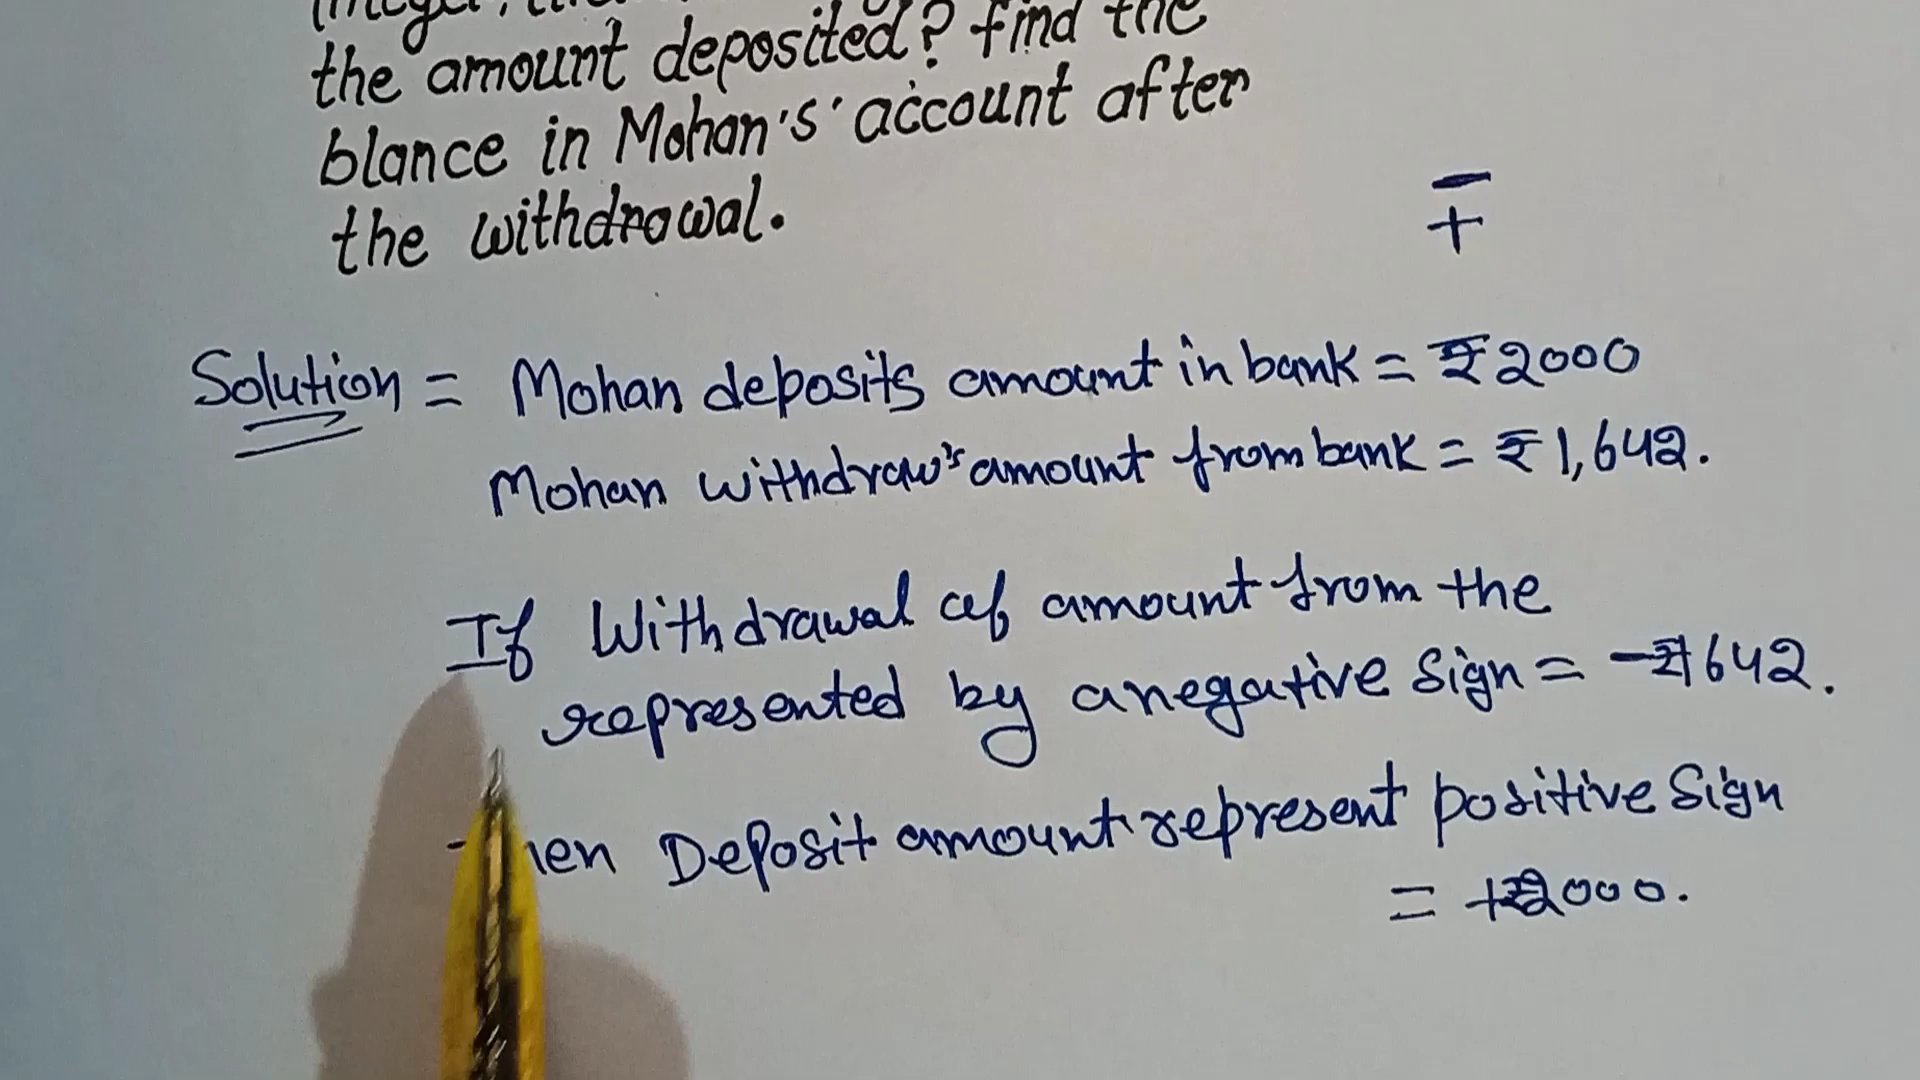 the amount deposited? find the
blance in Mohan's account after
the withdrawal.
−
+
Solution = Mohan deposits amount in bank = ₹2000
Mohan withdraw's amount from bank = ₹1,642.
If Withdrawal of amount from the
represented by a negative Sign = -₹1642.
Deposit amount represent positive Sign
= +₹2000.